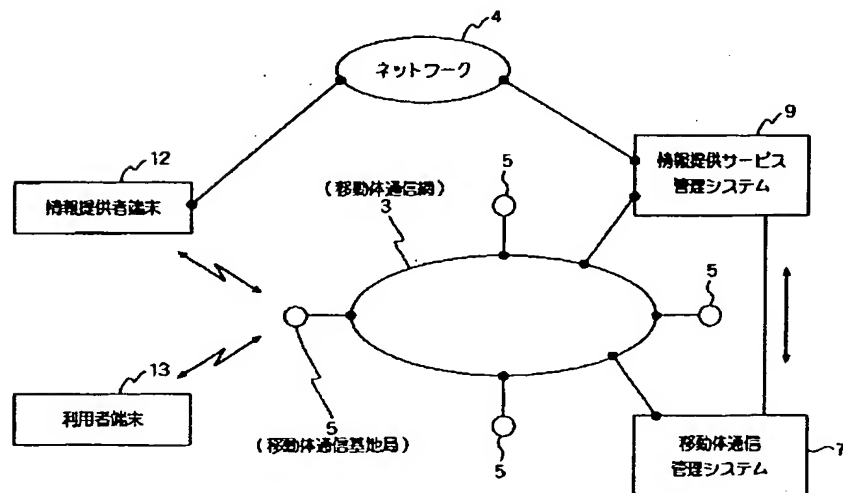 4
ネットワーク
9
情報提供サービス
管理システム
12
情報提供者端末
5
(移動体通信網)
3
5
13
利用者端末
5
(移動体通信基地局)
5
移動体通信
管理システム
7